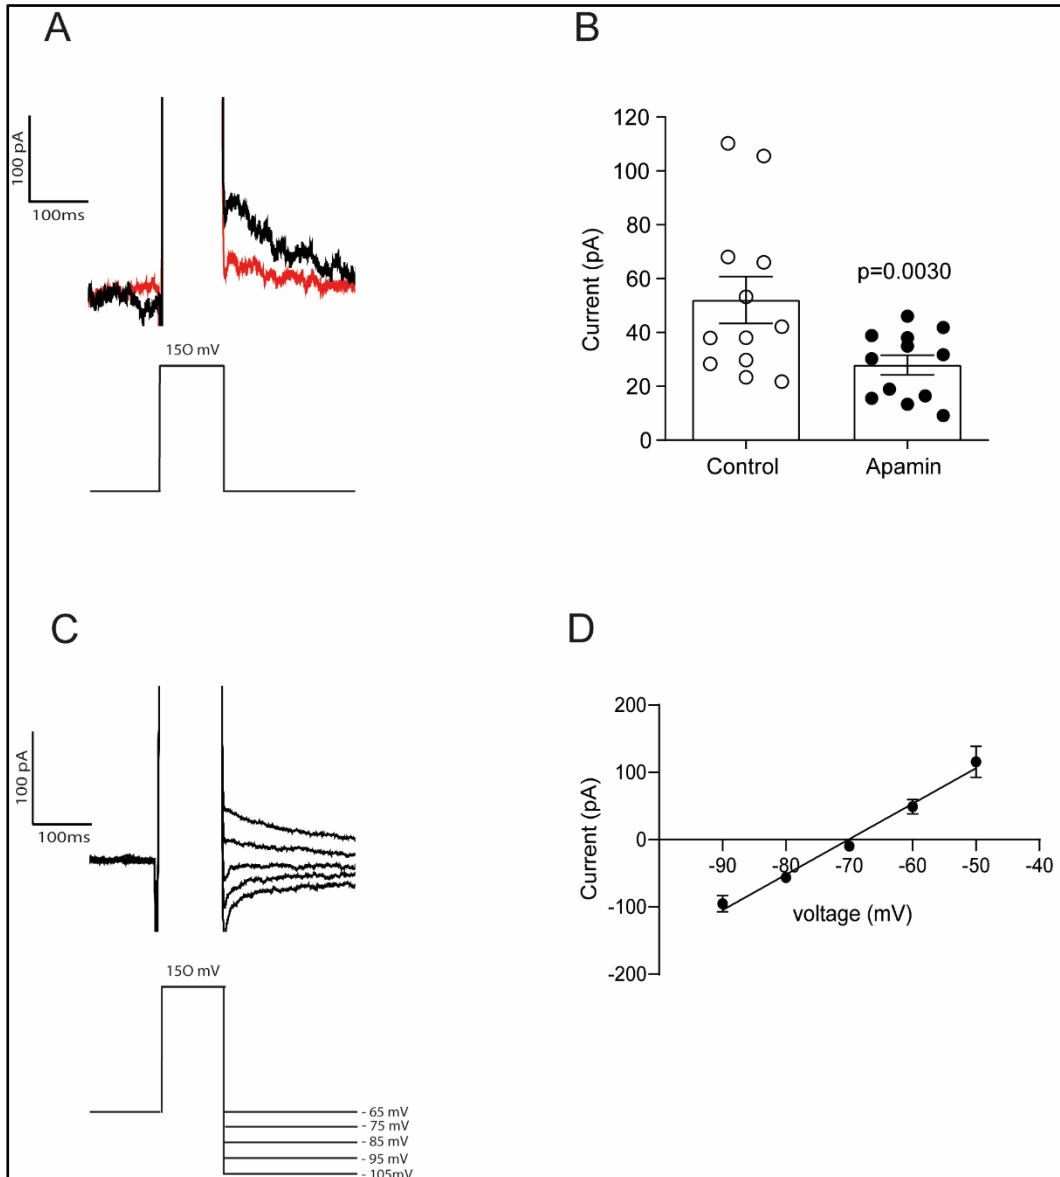 A
100 pA
100ms
150 mV
B
120
100
80
60
40
20
0
Current (pA)
p=0.0030
Control
Apamin
C
100 pA
100ms
150 mV
- 65 mV
- 75 mV
- 85 mV
- 95 mV
- 105mV
D
200
100
0
-100
-200
Current (pA)
-90
-80
-70
-60
-50
-40
voltage (mV)